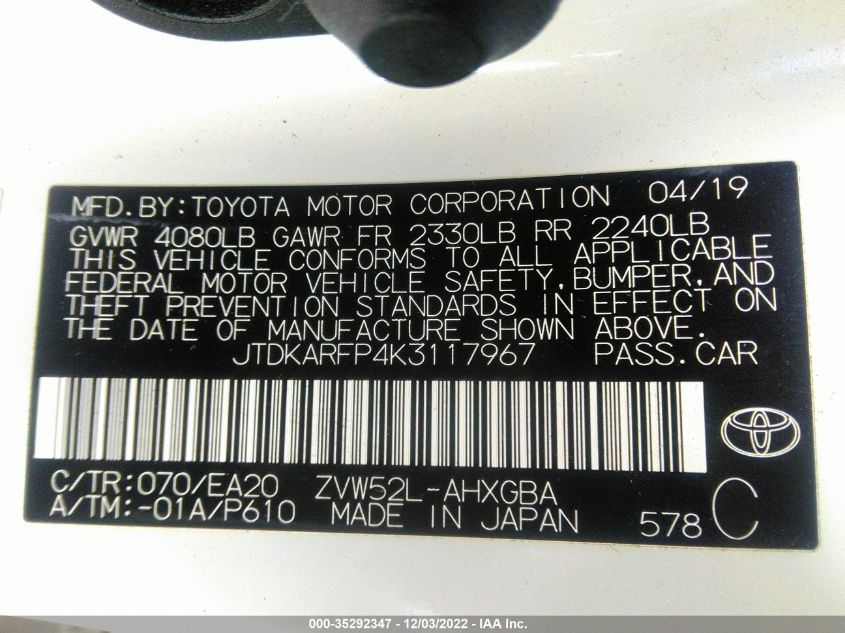 MFD.BY:TOYOTA MOTOR CORPORATION 04/19
GVWR 4080LB GAWR FR 2330LB RR 2240LB
THIS VEHICLE CONFORMS TO ALL APPLICABLE
FEDERAL MOTOR VEHICLE SAFETY,BUMPER,AND
THEFT PREVENTION STANDARDS IN EFFECT ON
THE DATE OF MANUFACTURE SHOWN ABOVE.
JTDKARFP4K3117967 PASS.CAR
C/TR:070/EA20 ZVW52L-AHXGBA
A/TM:-01A/P610 MADE IN JAPAN 578 C
000-35292347 - 12/03/2022 - IAA Inc.